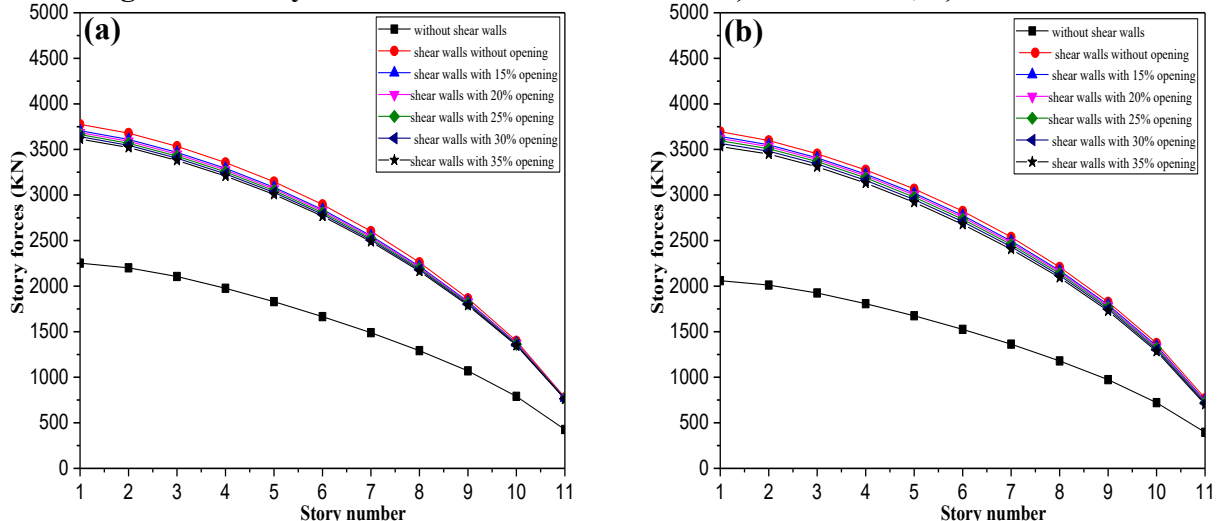 (a)
without shear walls
shear walls without opening
shear walls with 15% opening
shear walls with 20% opening
shear walls with 25% opening
shear walls with 30% opening
shear walls with 35% opening
Story forces (KN)
5000
4500
4000
3500
3000
2500
2000
1500
1000
500
0
1 2 3 4 5 6 7 8 9 10 11
Story number
(b)
without shear walls
shear walls without opening
shear walls with 15% opening
shear walls with 20% opening
shear walls with 25% opening
shear walls with 30% opening
shear walls with 35% opening
Story forces (KN)
5000
4500
4000
3500
3000
2500
2000
1500
1000
500
0
1 2 3 4 5 6 7 8 9 10 11
Story number